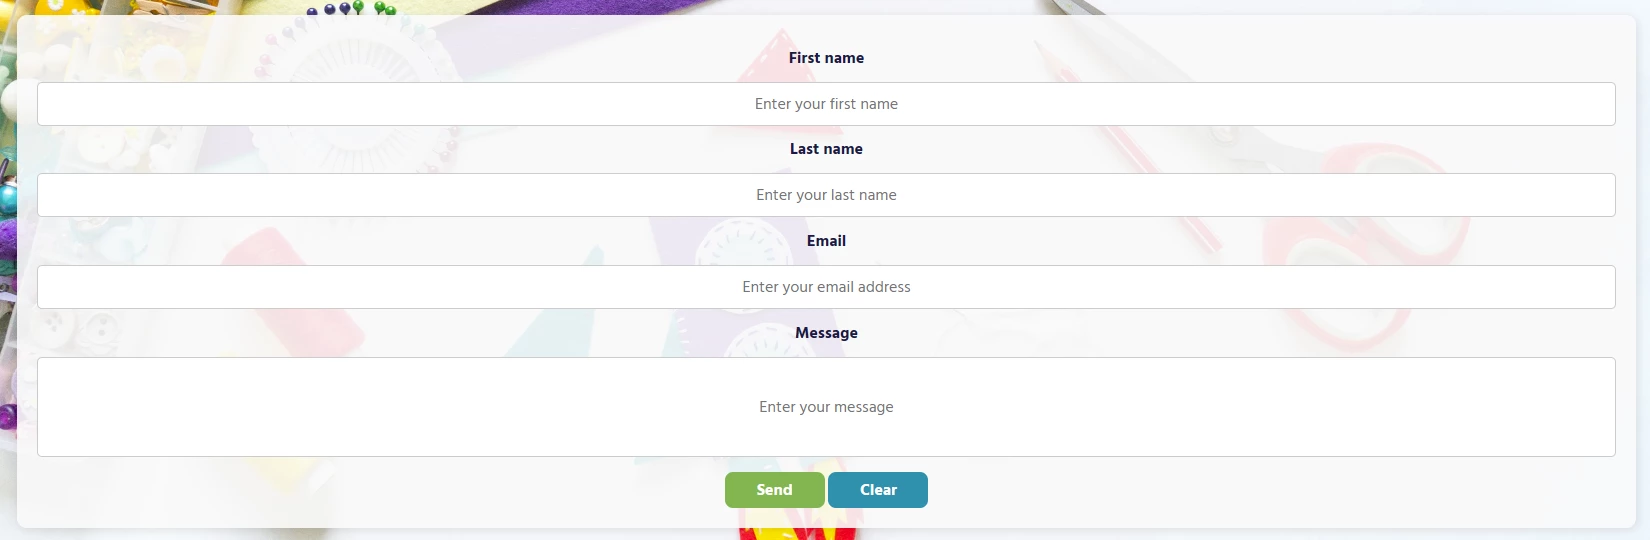 First name
Enter your first name
Last name
Enter your last name
Email
Enter your email address
Message
Enter your message
Send Clear